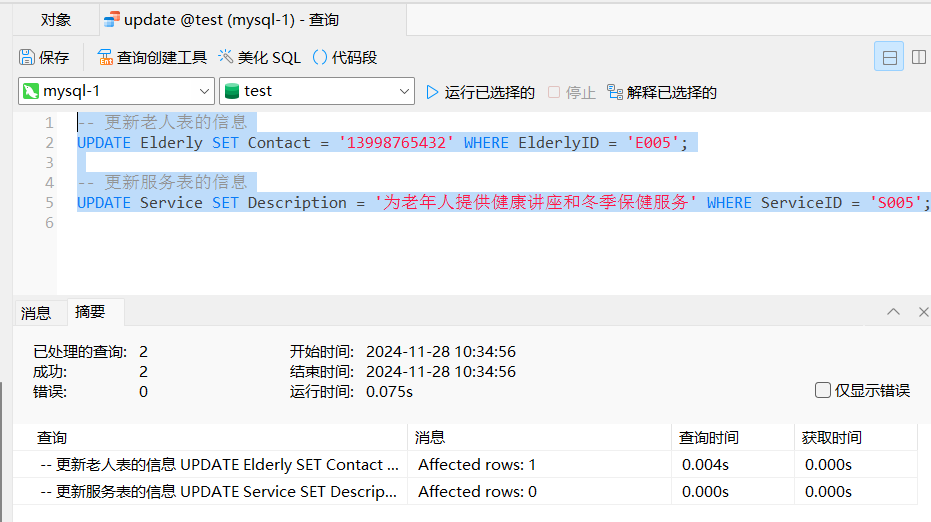 对象 update @test (mysql-1) - 查询
保存 查询创建工具 美化 SQL () 代码段
mysql-1 test 运行已选择的 停止 解释已选择的
1 -- 更新老人表的信息
2 UPDATE Elderly SET Contact = '13998765432' WHERE ElderlyID = 'E005';
3
4 -- 更新服务表的信息
5 UPDATE Service SET Description = '为老年人提供健康讲座和冬季保健服务' WHERE ServiceID = 'S005';
6
消息 摘要
已处理的查询: 2 开始时间: 2024-11-28 10:34:56
成功: 2 结束时间: 2024-11-28 10:34:56
错误: 0 运行时间: 0.075s
仅显示错误
查询 消息 查询时间 获取时间
-- 更新老人表的信息 UPDATE Elderly SET Contact ... Affected rows: 1 0.004s 0.000s
-- 更新服务表的信息 UPDATE Service SET Descrip... Affected rows: 0 0.000s 0.000s